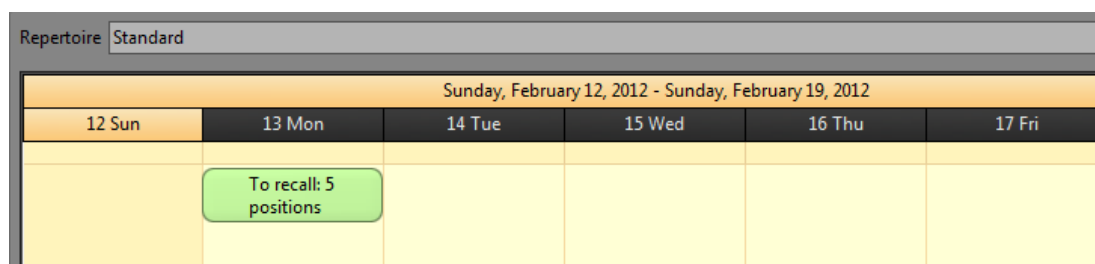 Repertoire Standard
Sunday, February 12, 2012 - Sunday, February 19, 2012
12 Sun 13 Mon 14 Tue 15 Wed 16 Thu 17 Fri
To recall: 5
positions